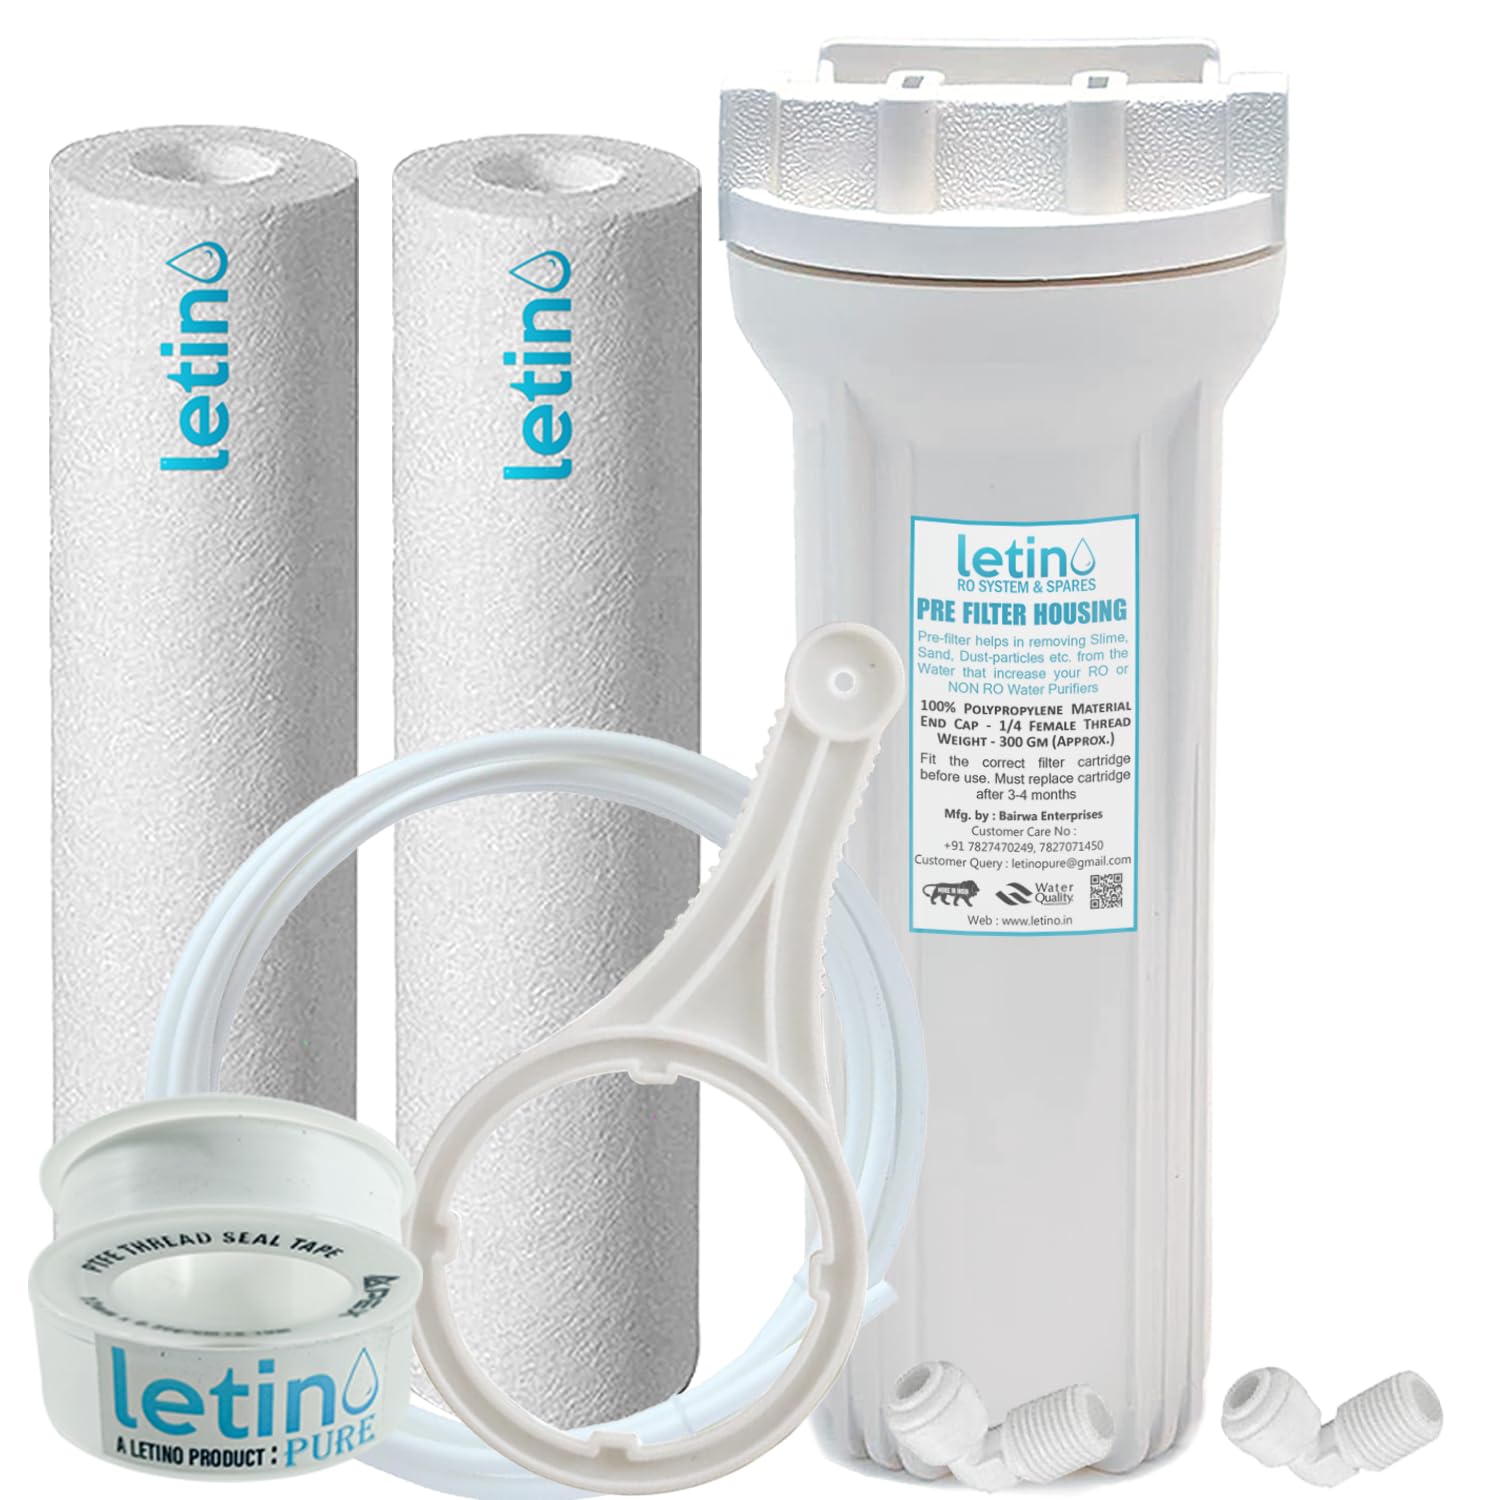 letino
letino
letino
RO SYSTEM & SPARES
PRE FILTER HOUSING
Pre-filter helps in removing Slime,
Sand, Dust-particles etc. from the
Water that increase your RO or
NON RO Water Purifiers
100% POLYPROPYLENE MATERIAL
END CAP - 1/4 FEMALE THREAD
WEIGHT - 300 GM (APPROX.)
Fit the correct filter cartridge
before use. Must replace cartridge
after 3-4 months
Mfg. by : Bairwa Enterprises
Customer Care No :
+91 7827470249, 7827071450
Customer Query : letinopure@gmail.com
MADE IN INDIA
Water
Quality
Web : www.letino.in
PTFE THREAD SEAL TAPE
letino
A LETINO PRODUCT : PURE